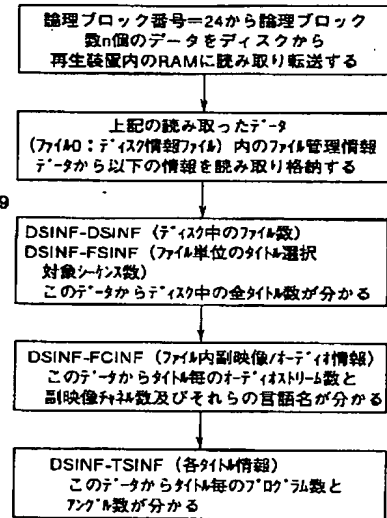 論理ブロック番号=24から論理ブロック
数n個のデータをディスクから
再生装置内のRAMに読み取り転送する
上記の読み取ったデータ
(ファイル0:ディスク情報ファイル)内のファイル管理情報
データから以下の情報を読み取り格納する
9
DSINF-DSINF (ディスク中のファイル数)
DSINF-FSINF (ファイル単位のタイトル選択
対象シーケンス数)
このデータからディスク中の全タイトル数が分かる
DSINF-FCINF (ファイル内副映像/オーディオ情報)
このデータからタイトル毎のオーディオストリーム数と
副映像チャネル数及びそれらの言語名が分かる
DSINF-TSINF (各タイトル情報)
このデータからタイトル毎のプログラム数と
アングル数が分かる